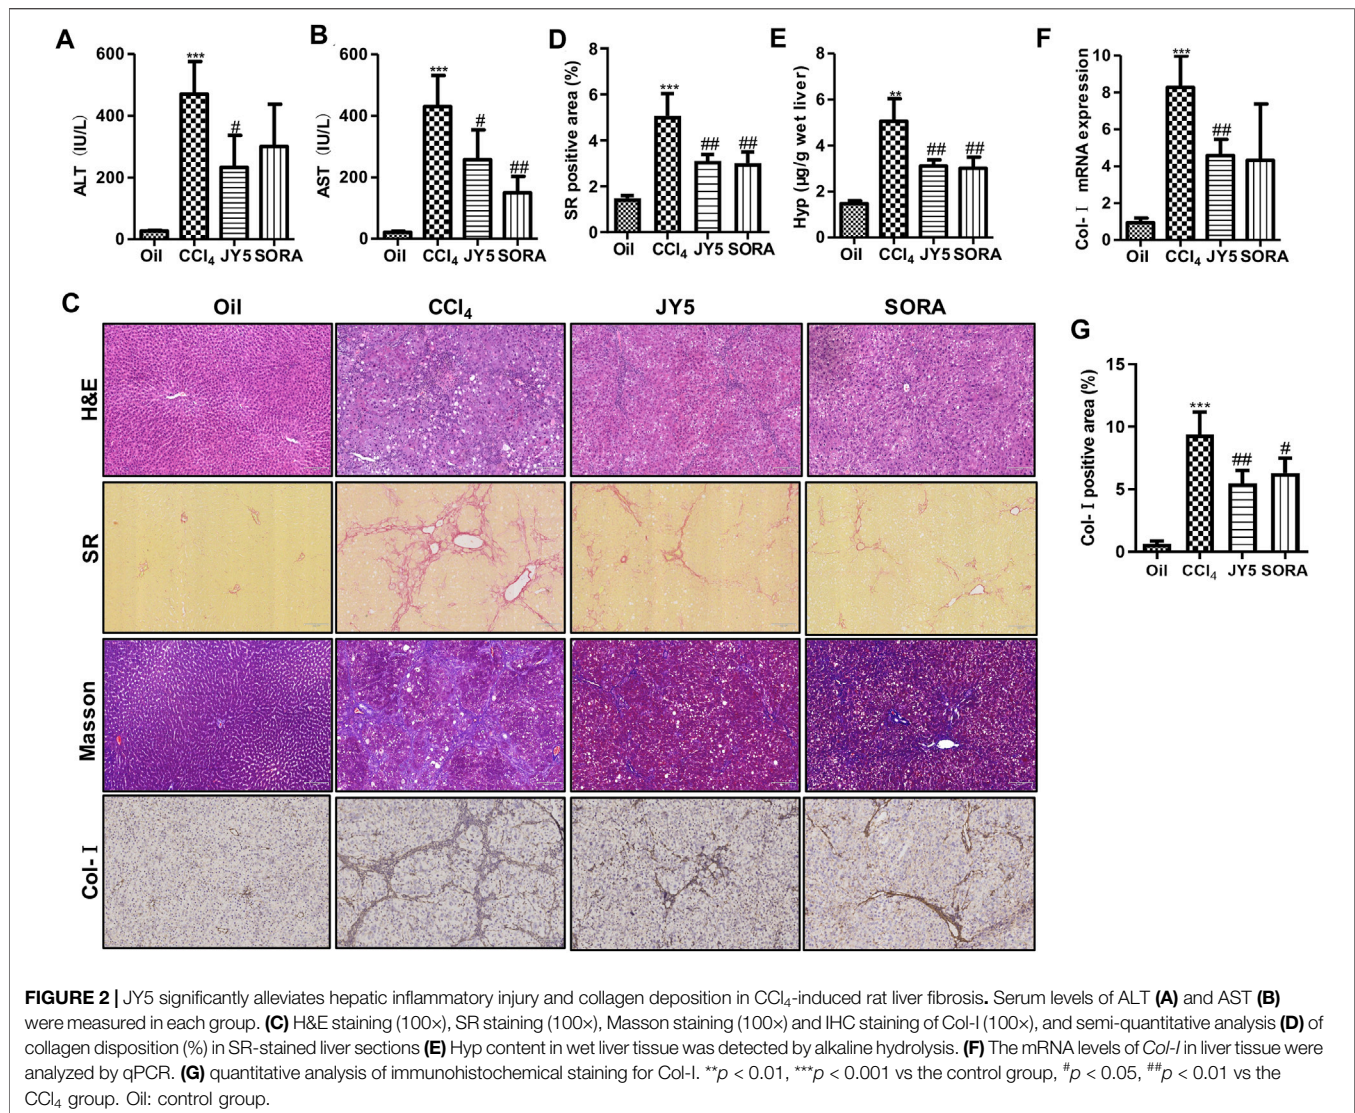 A
ALT (IU/L)
600
400
200
0
***
#
Oil CCl₄ JY5 SORA
B
AST (IU/L)
600
400
200
0
***
#
##
Oil CCl₄ JY5 SORA
D
SR positive area (%)
8
6
4
2
0
***
##
##
Oil CCl₄ JY5 SORA
E
Hyp (μg/g wet liver)
8
6
4
2
0
**
##
##
Oil CCl₄ JY5 SORA
F
Col-Ⅰ mRNA expression
10
8
6
4
2
0
***
##
Oil CCl₄ JY5 SORA
C
Oil CCl₄ JY5 SORA
H&E
SR
Masson
Col-Ⅰ
G
Col-Ⅰ positive area (%)
15
10
5
0
***
##
#
Oil CCl₄ JY5 SORA
FIGURE 2 | JY5 significantly alleviates hepatic inflammatory injury and collagen deposition in CCl₄-induced rat liver fibrosis. Serum levels of ALT (A) and AST (B)
were measured in each group. (C) H&E staining (100×), SR staining (100×), Masson staining (100×) and IHC staining of Col-I (100×), and semi-quantitative analysis (D) of
collagen disposition (%) in SR-stained liver sections (E) Hyp content in wet liver tissue was detected by alkaline hydrolysis. (F) The mRNA levels of Col-I in liver tissue were
analyzed by qPCR. (G) quantitative analysis of immunohistochemical staining for Col-I. **p < 0.01, ***p < 0.001 vs the control group, #p < 0.05, ##p < 0.01 vs the
CCl₄ group. Oil: control group.